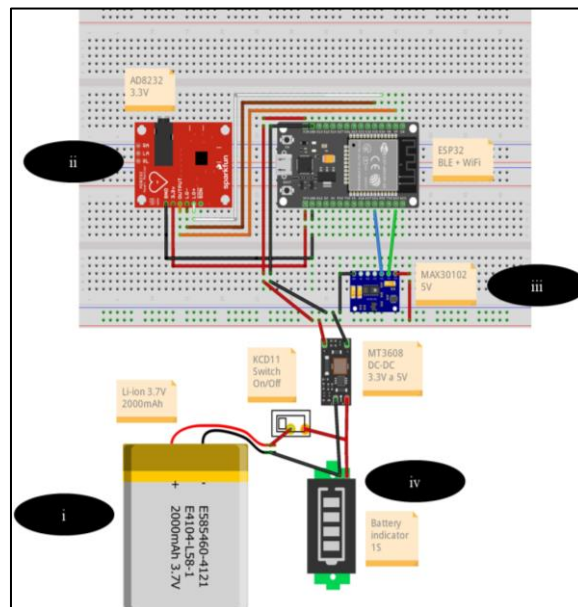 AD8232
3.3V
ii
ESP32
BLE + WiFi
MAX30102
5V
iii
KCD11
Switch
On/Off
MT3608
DC-DC
3.3V a 5V
Li-ion 3.7V
2000mAh
i
+ -
E585460-4121
E4104-L58-1
2000mAh 3.7V
iv
Battery
indicator
1S